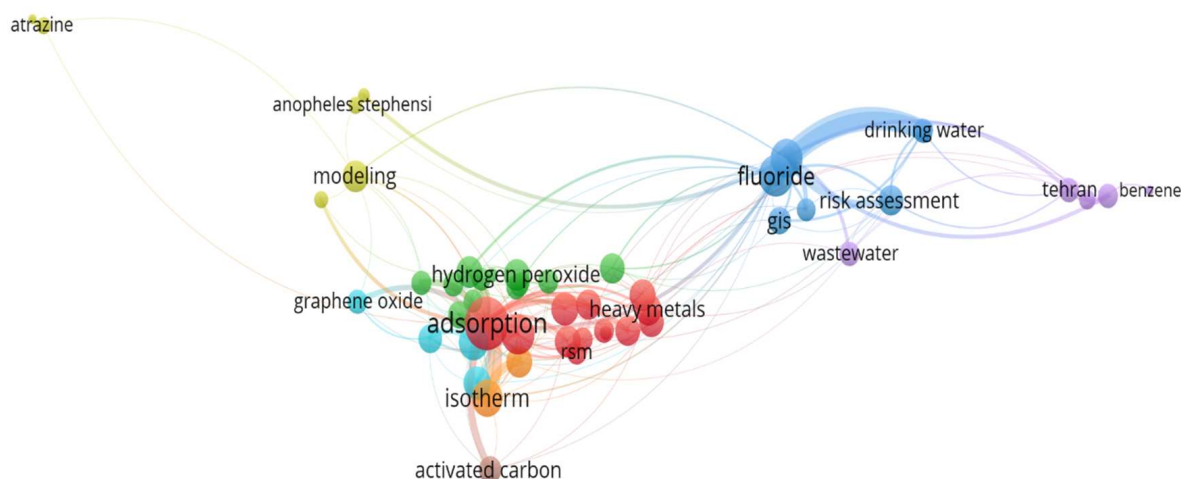 atrazine
anopheles stephensi
drinking water
modeling
fluoride
tehran
benzene
risk assessment
gis
wastewater
hydrogen peroxide
graphene oxide
heavy metals
adsorption
rsm
isotherm
activated carbon